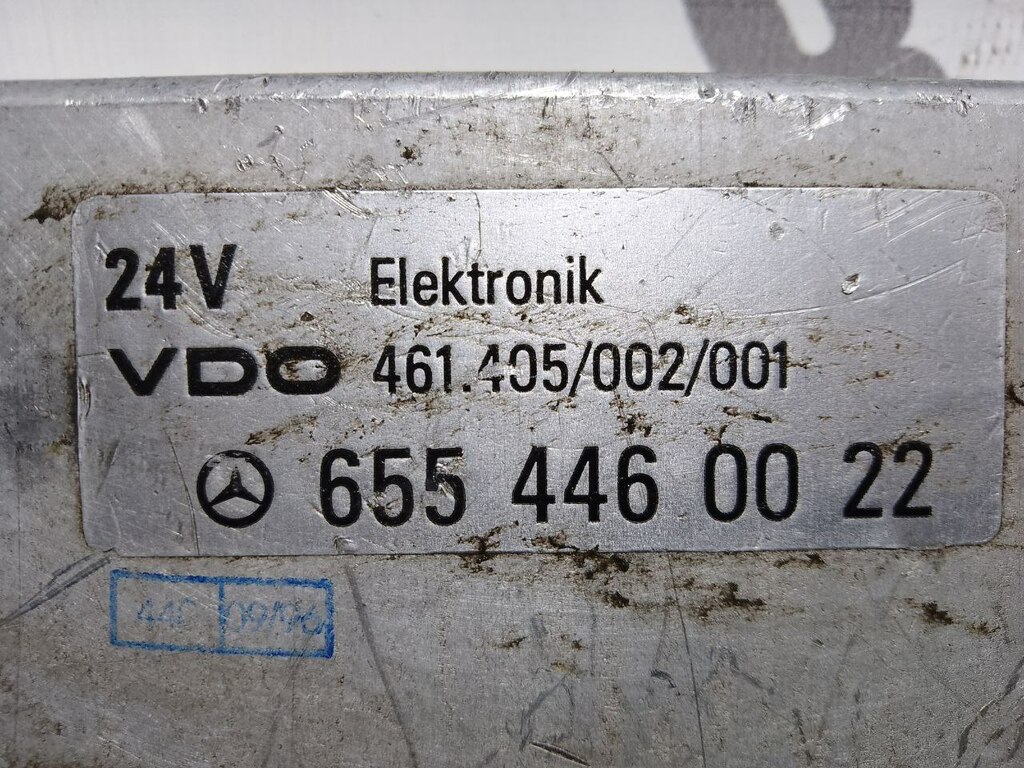 24V Elektronik
VDO 461.405/002/001
655 446 00 22